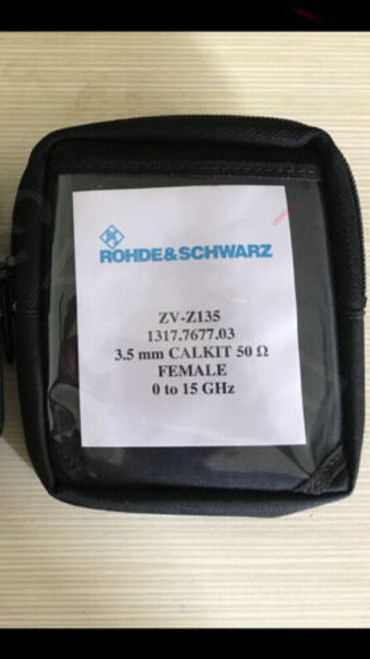 ROHDE&SCHWARZ
ZV-Z135
1317.7677.03
3.5 mm CALKIT 50 Ω
FEMALE
0 to 15 GHz